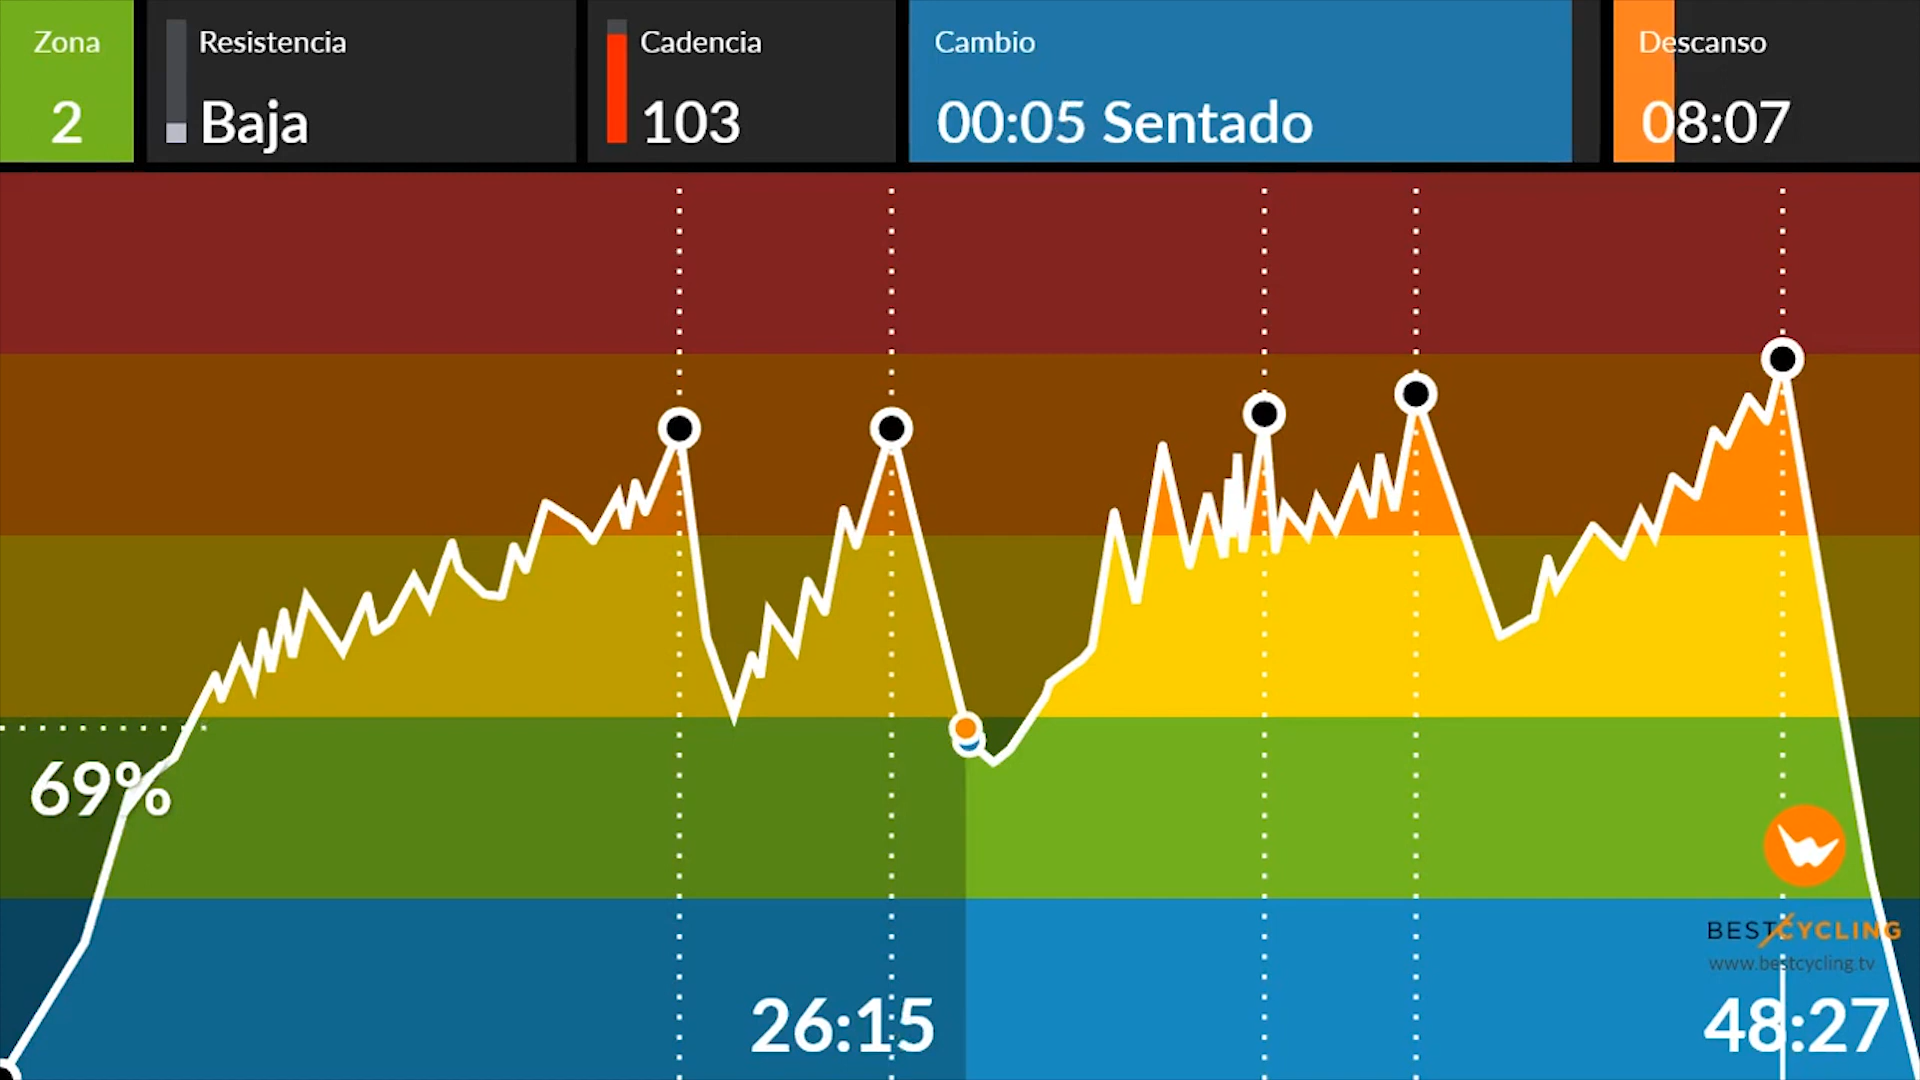 Zona
2
Resistencia
Baja
Cadencia
103
Cambio
00:05 Sentado
Descanso
08:07
69%
BESTCYCLING
www.bestcycling.tv
26:15
48:27